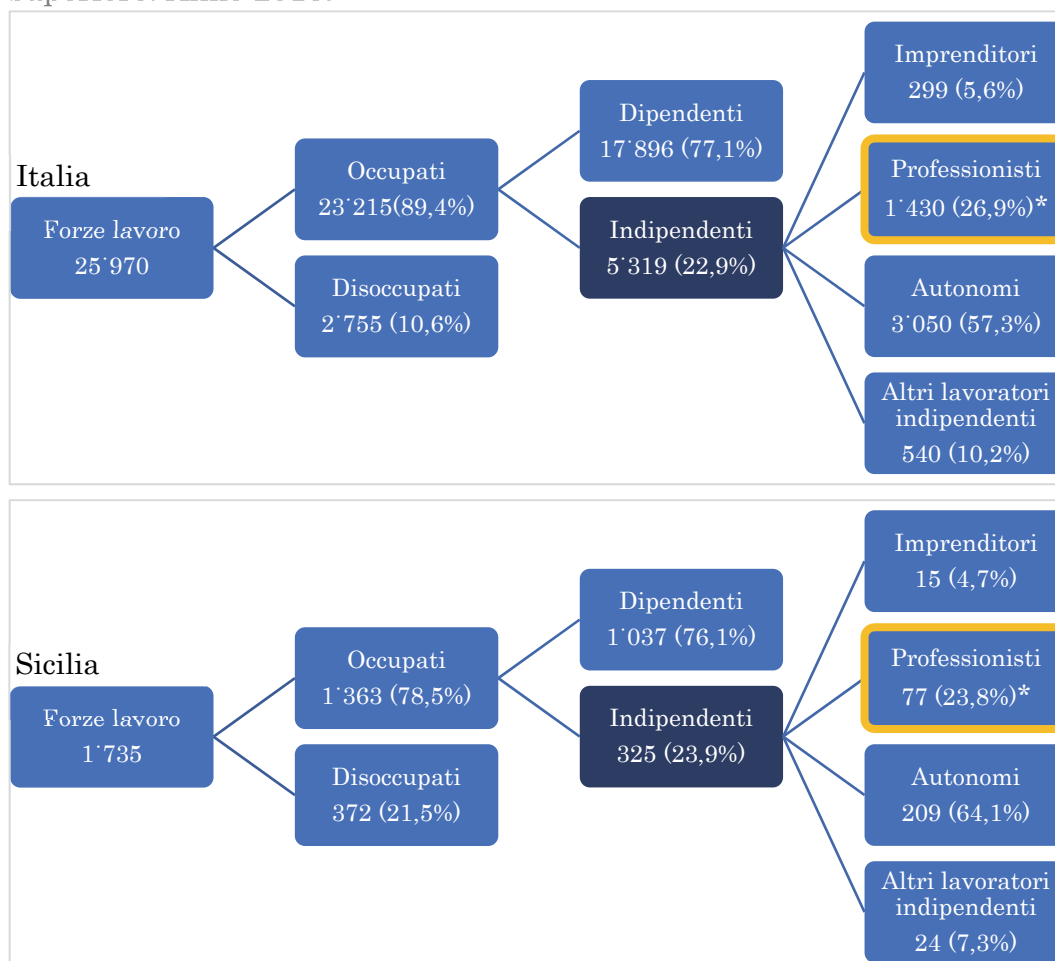 Italia
Forze lavoro
25˙970
Occupati
23˙215(89,4%)
Disoccupati
2˙755 (10,6%)
Dipendenti
17˙896 (77,1%)
Indipendenti
5˙319 (22,9%)
Imprenditori
299 (5,6%)
Professionisti
1˙430 (26,9%)*
Autonomi
3˙050 (57,3%)
Altri lavoratori
indipendenti
540 (10,2%)
Sicilia
Forze lavoro
1˙735
Occupati
1˙363 (78,5%)
Disoccupati
372 (21,5%)
Dipendenti
1˙037 (76,1%)
Indipendenti
325 (23,9%)
Imprenditori
15 (4,7%)
Professionisti
77 (23,8%)*
Autonomi
209 (64,1%)
Altri lavoratori
indipendenti
24 (7,3%)